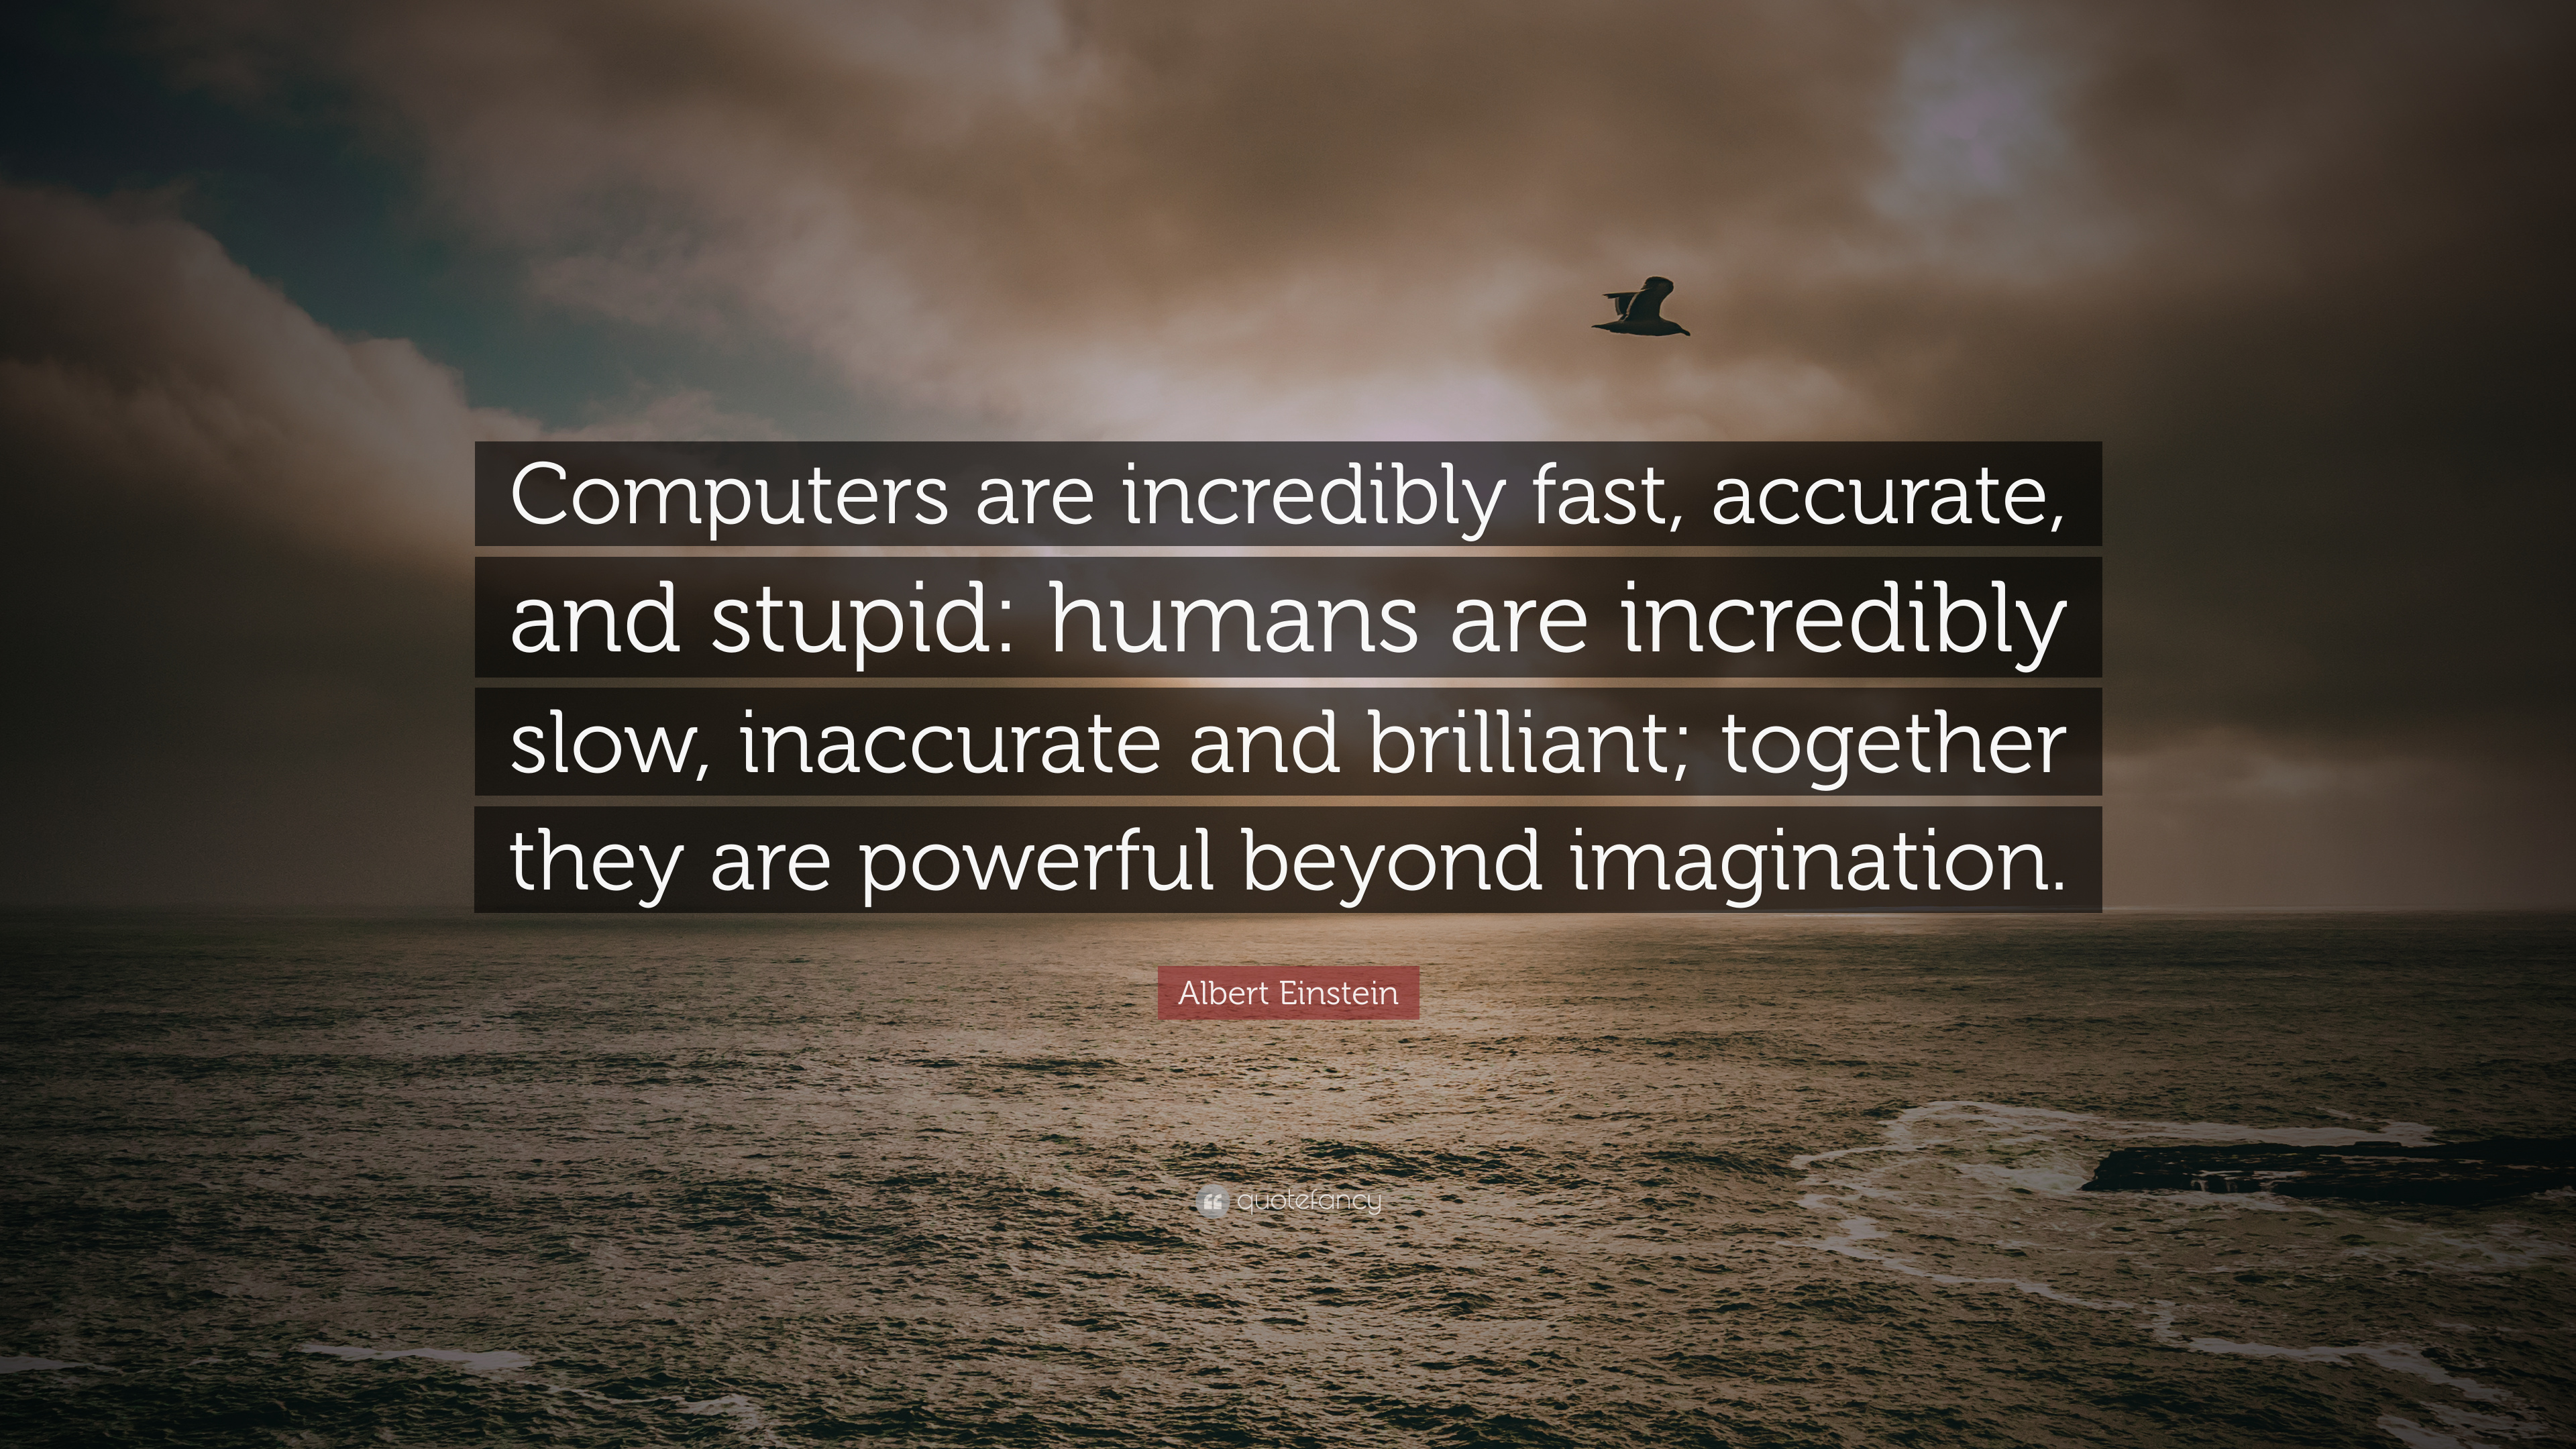 Computers are incredibly fast, accurate,
and stupid: humans are incredibly
slow, inaccurate and brilliant; together
they are powerful beyond imagination.
Albert Einstein
quotefancy